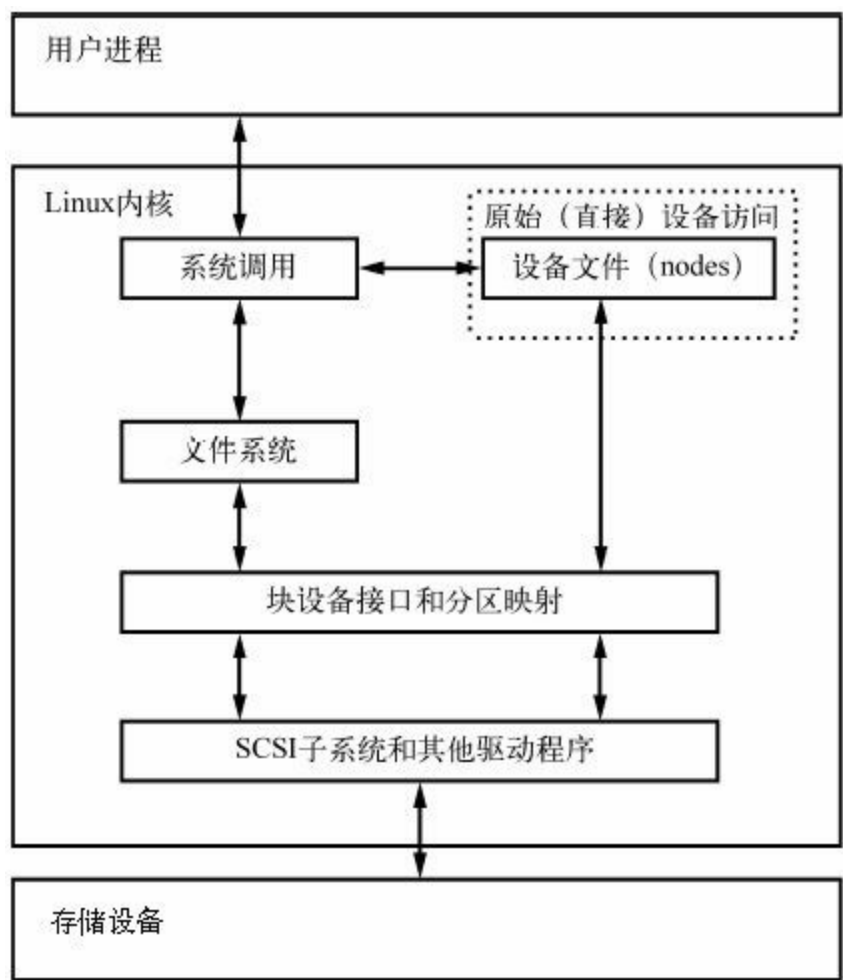 用户进程
Linux内核
原始（直接）设备访问
系统调用
设备文件（nodes）
文件系统
块设备接口和分区映射
SCSI子系统和其他驱动程序
存储设备